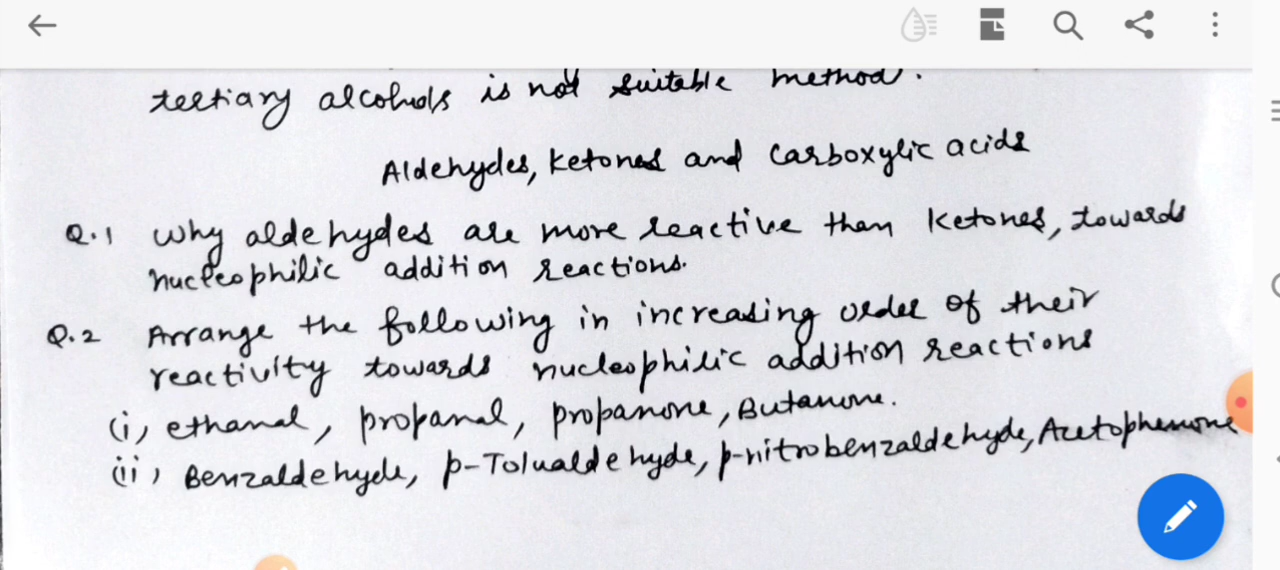 tertiary alcohols is not suitable method.
Aldehydes, Ketones and Carboxylic acids
Q.1 Why aldehydes are more reactive than Ketones, towards
nucleophilic addition reactions.
Q.2 Arrange the following in increasing order of their
reactivity towards nucleophilic addition reactions
(i) ethanal, propanal, propanone, Butanone.
(ii) Benzaldehyde, p-Tolualdehyde, p-nitrobenzaldehyde, Acetophenone